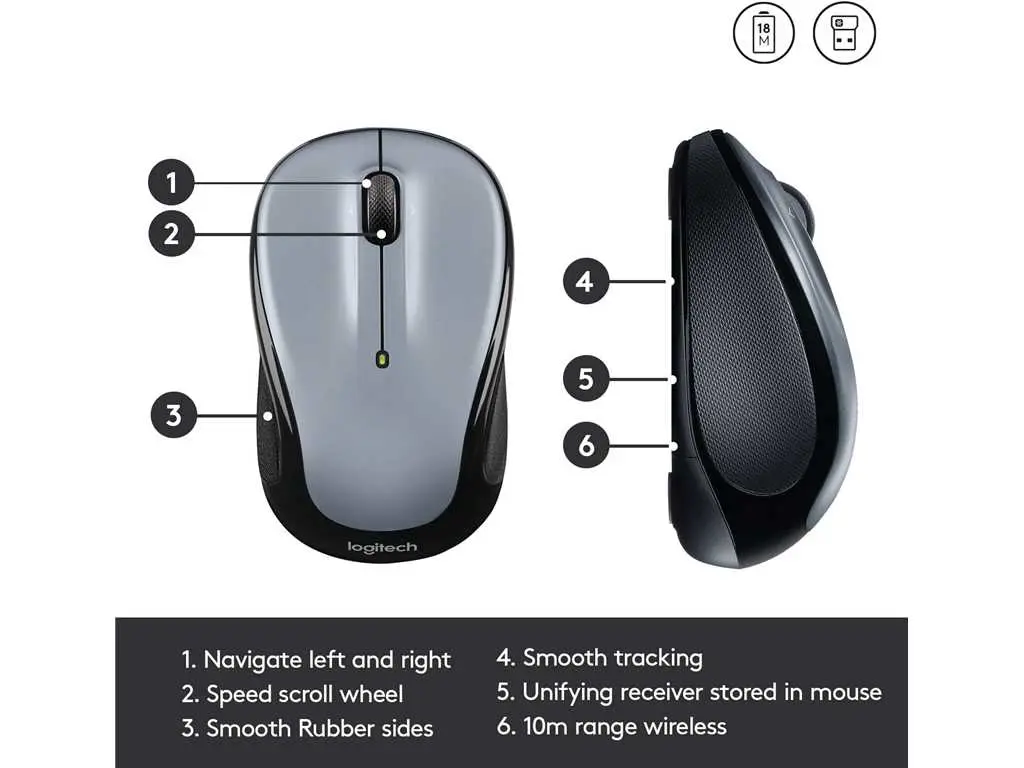 18
M
1
2
3
4
5
6
logitech
1. Navigate left and right
2. Speed scroll wheel
3. Smooth Rubber sides
4. Smooth tracking
5. Unifying receiver stored in mouse
6. 10m range wireless